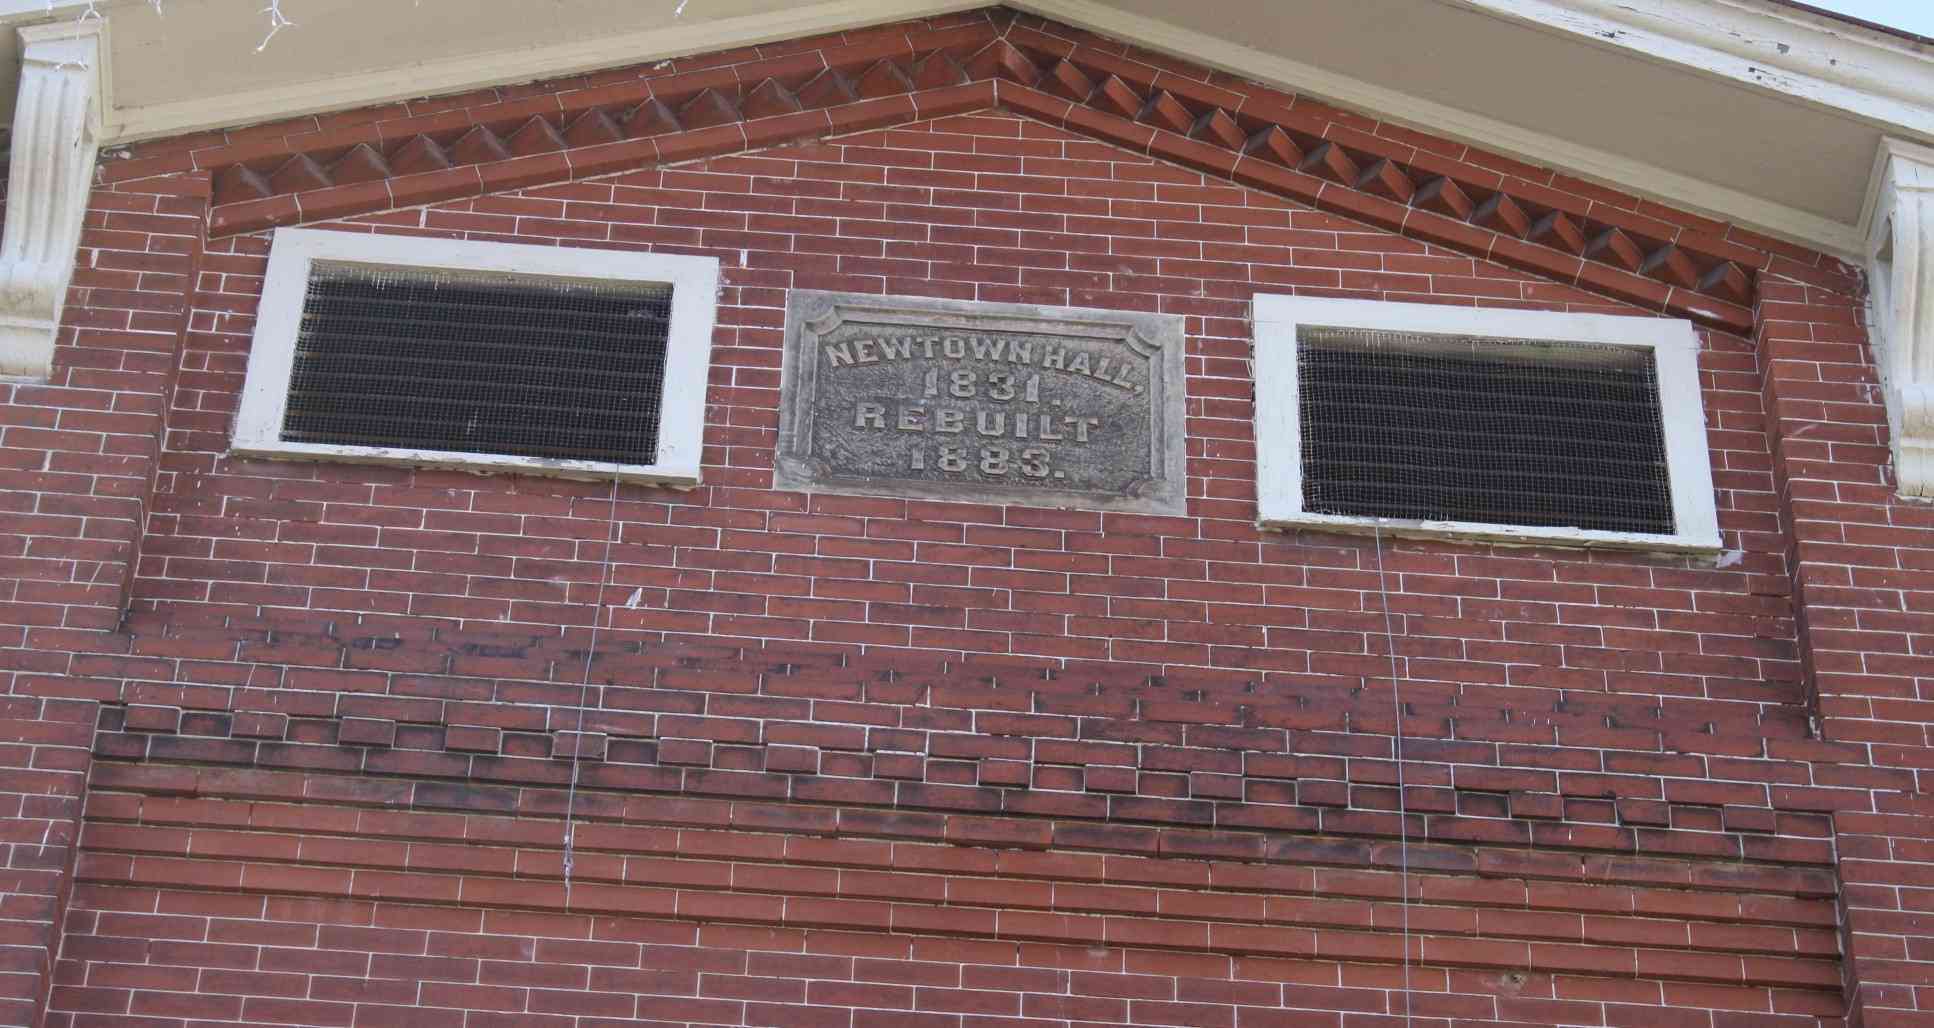 NEWTOWN HALL,
1831.
REBUILT
1883.